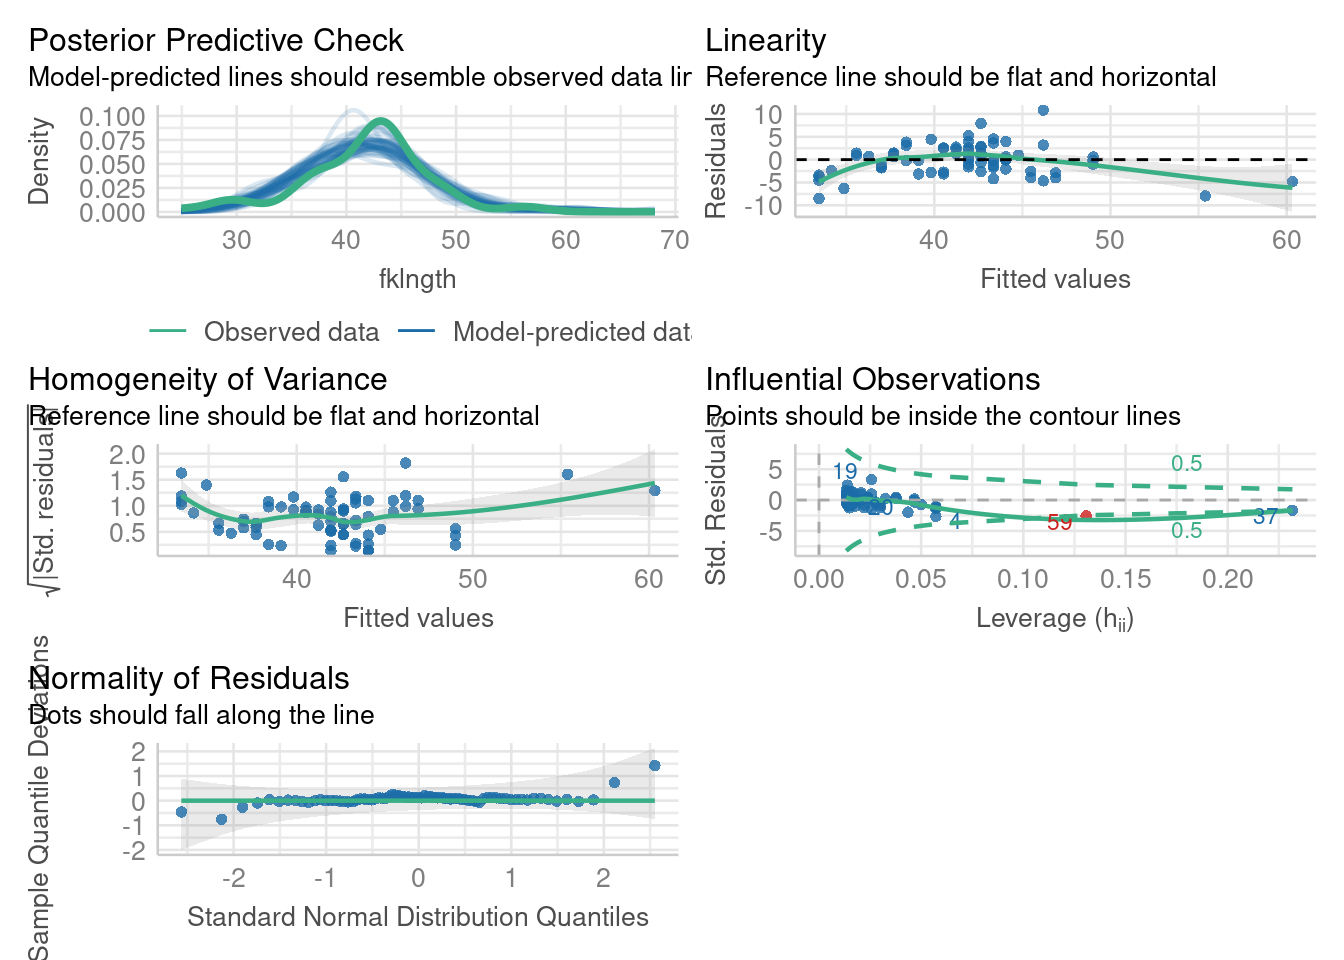 Posterior Predictive Check
Model-predicted lines should resemble observed data lin
Density
0.100
0.075
0.050
0.025
0.000
30 40 50 60 70
fklngth
Observed data Model-predicted data
Linearity
Reference line should be flat and horizontal
Residuals
10
5
0
-5
-10
40 50 60
Fitted values
Homogeneity of Variance
Reference line should be flat and horizontal
√|Std. residuals|
2.0
1.5
1.0
0.5
40 50 60
Fitted values
Influential Observations
Points should be inside the contour lines
Std. Residuals
5
0
-5
19
0.5
20
4
59
0.5
37
0.00 0.05 0.10 0.15 0.20
Leverage (hii)
Normality of Residuals
Dots should fall along the line
Sample Quantile Deviations
2
1
0
-1
-2
-2 -1 0 1 2
Standard Normal Distribution Quantiles